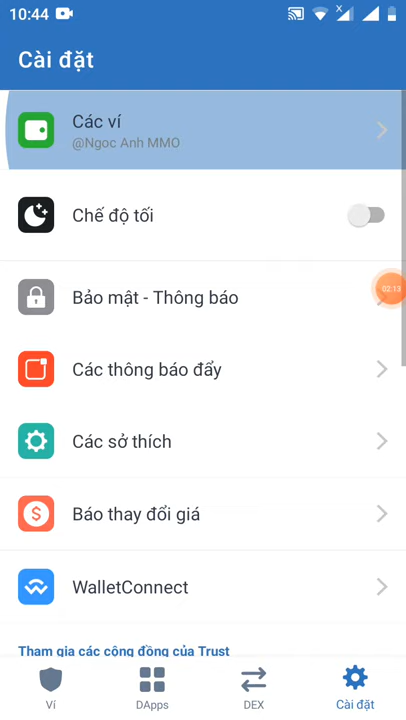 10:44
Cài đặt
Các ví
@Ngoc Anh MMO
Chế độ tối
Bảo mật - Thông báo
02:13
Các thông báo đẩy
Các sở thích
Báo thay đổi giá
WalletConnect
Tham gia các cộng đồng của Trust
Ví
DApps
DEX
Cài đặt